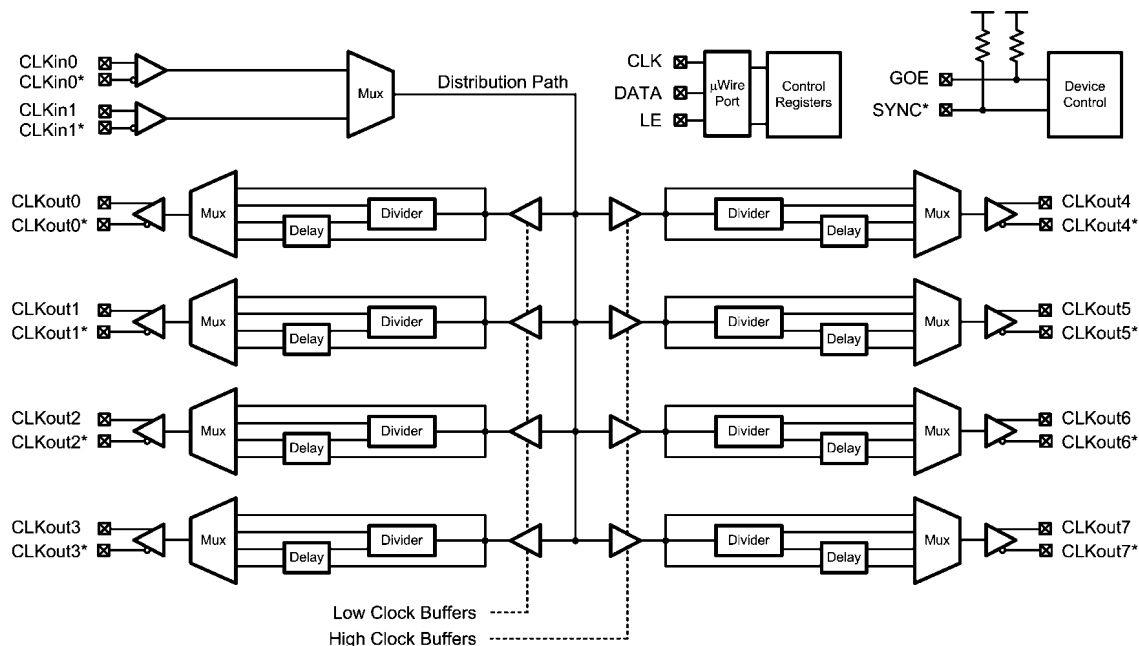 CLKin0
CLKin0*
CLKin1
CLKin1*
Mux
Distribution Path
CLK
DATA
LE
µWire
Port
Control
Registers
GOE
SYNC*
Device
Control
CLKout0
CLKout0*
Mux
Delay
Divider
Divider
Delay
Mux
CLKout4
CLKout4*
CLKout1
CLKout1*
Mux
Delay
Divider
Divider
Delay
Mux
CLKout5
CLKout5*
CLKout2
CLKout2*
Mux
Delay
Divider
Divider
Delay
Mux
CLKout6
CLKout6*
CLKout3
CLKout3*
Mux
Delay
Divider
Divider
Delay
Mux
CLKout7
CLKout7*
Low Clock Buffers
High Clock Buffers